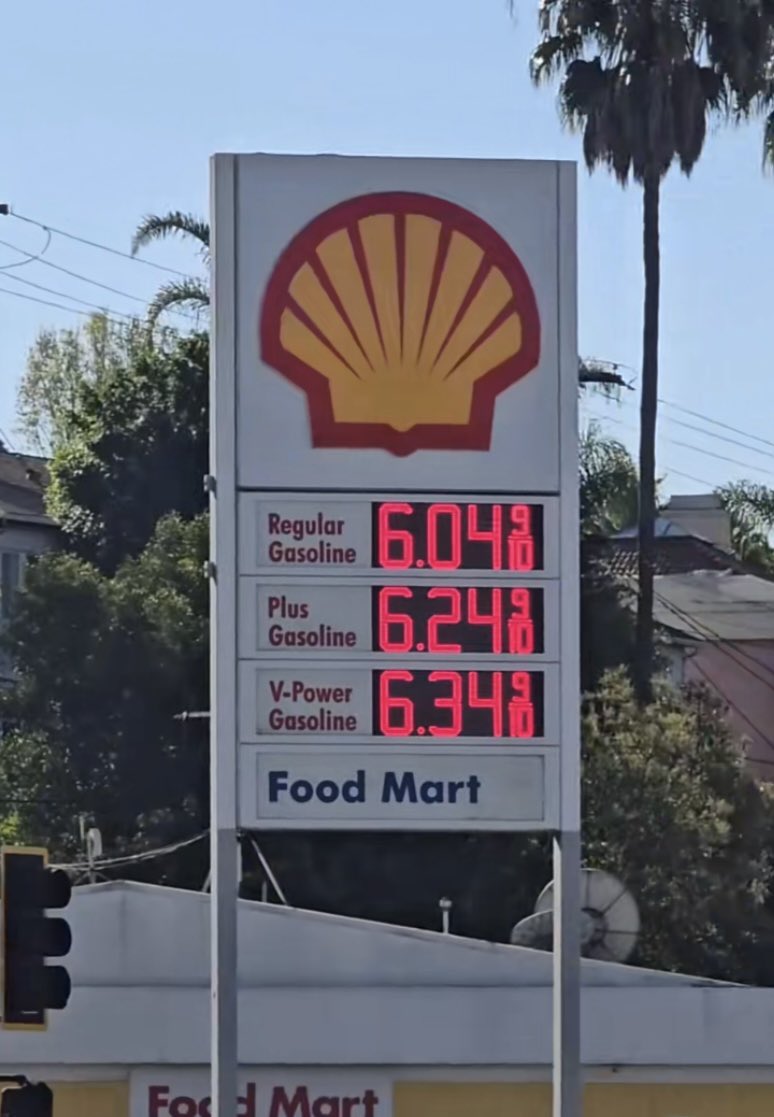 Regular
Gasoline
6.04 9/10
Plus
Gasoline
6.24 9/10
V-Power
Gasoline
6.34 9/10
Food Mart
Food Mart